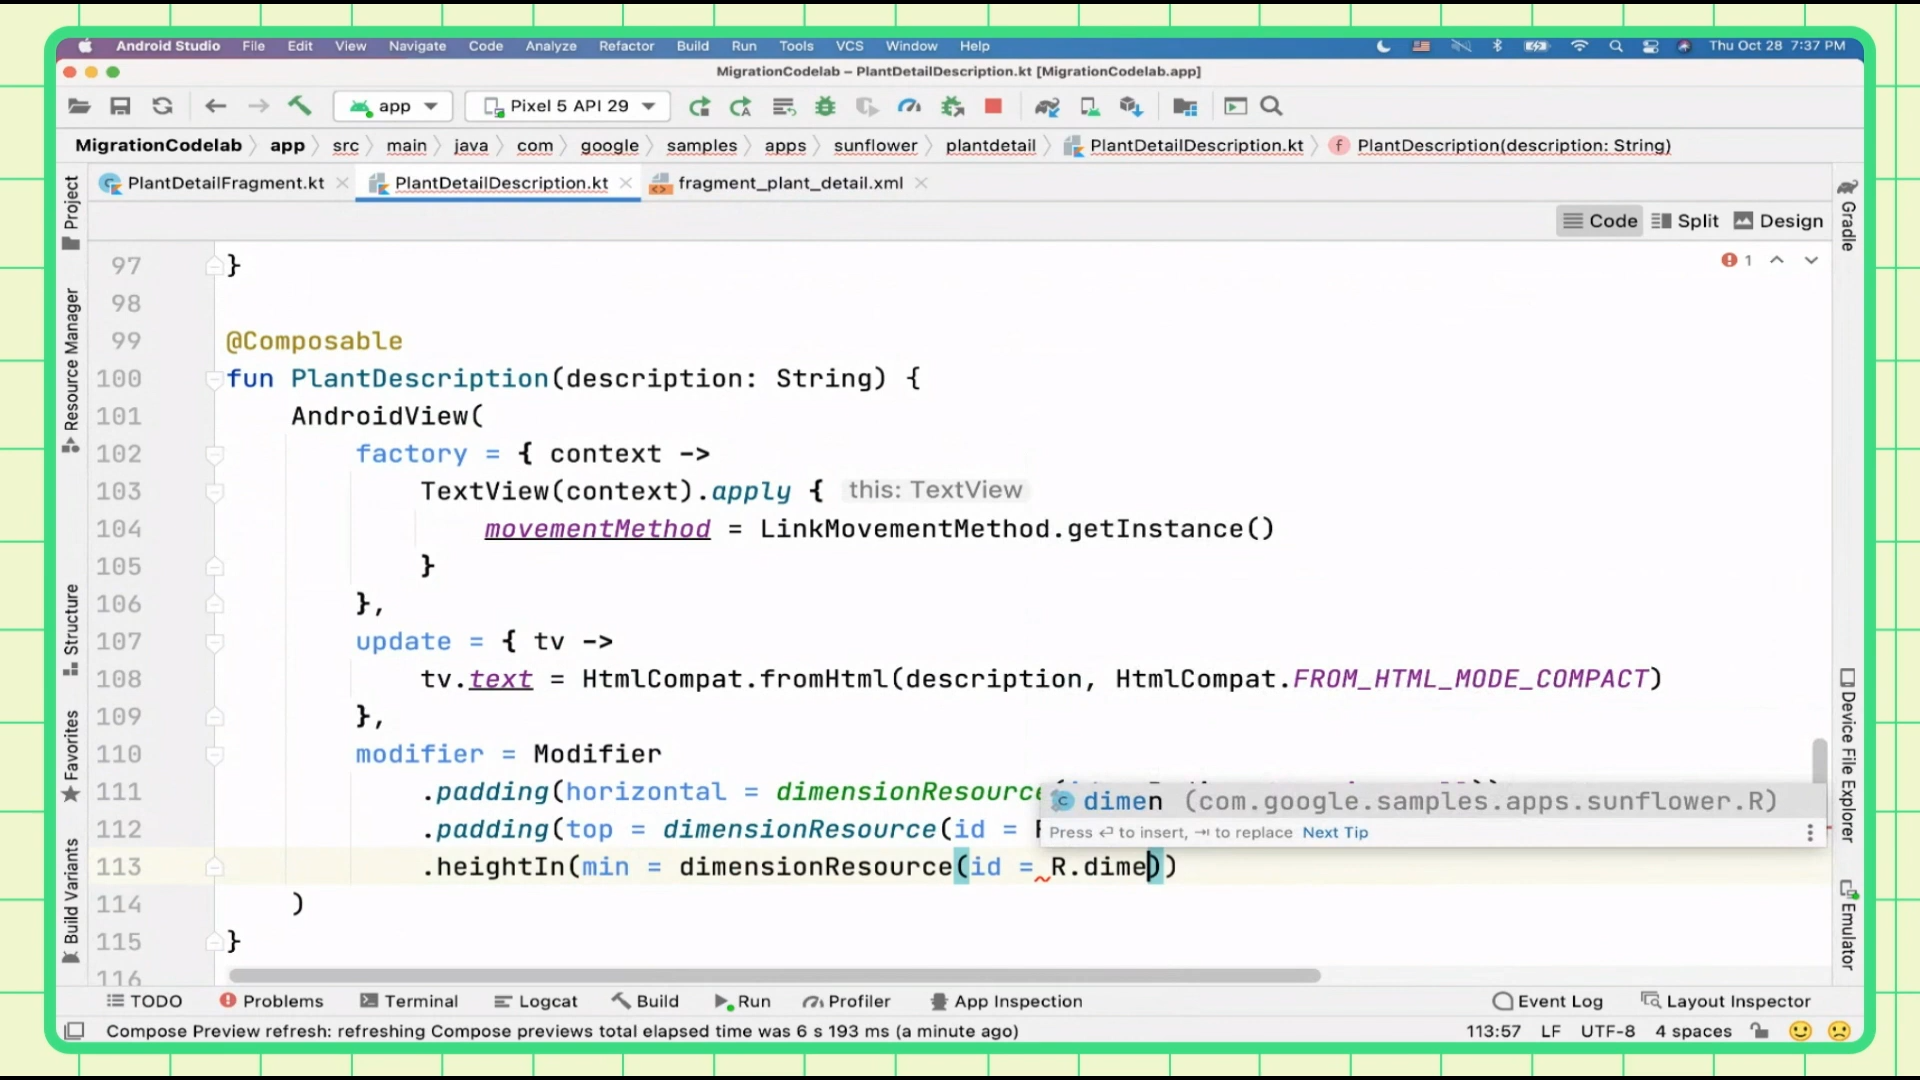 Android Studio File Edit View Navigate Code Analyze Refactor Build Run Tools VCS Window Help Thu Oct 28 7:37 PM
MigrationCodelab – PlantDetailDescription.kt [MigrationCodelab.app]
app Pixel 5 API 29
MigrationCodelab app src main java com google samples apps sunflower plantdetail PlantDetailDescription.kt f PlantDescription(description: String)
PlantDetailFragment.kt PlantDetailDescription.kt fragment_plant_detail.xml
Code Split Design
Project
Resource Manager
Structure
Favorites
Build Variants
Gradle
Device File Explorer
Emulator
1
97 }
98
99 @Composable
100 fun PlantDescription(description: String) {
101 AndroidView(
102 factory = { context ->
103 TextView(context).apply { this: TextView
104 movementMethod = LinkMovementMethod.getInstance()
105 }
106 },
107 update = { tv ->
108 tv.text = HtmlCompat.fromHtml(description, HtmlCompat.FROM_HTML_MODE_COMPACT)
109 },
110 modifier = Modifier
111 .padding(horizontal = dimensionResource
112 .padding(top = dimensionResource(id =
113 .heightIn(min = dimensionResource(id = R.dime))
114 )
115 }
116
dimen (com.google.samples.apps.sunflower.R)
Press ⏎ to insert, ⇥ to replace Next Tip
TODO Problems Terminal Logcat Build Run Profiler App Inspection Event Log Layout Inspector
Compose Preview refresh: refreshing Compose previews total elapsed time was 6 s 193 ms (a minute ago) 113:57 LF UTF-8 4 spaces